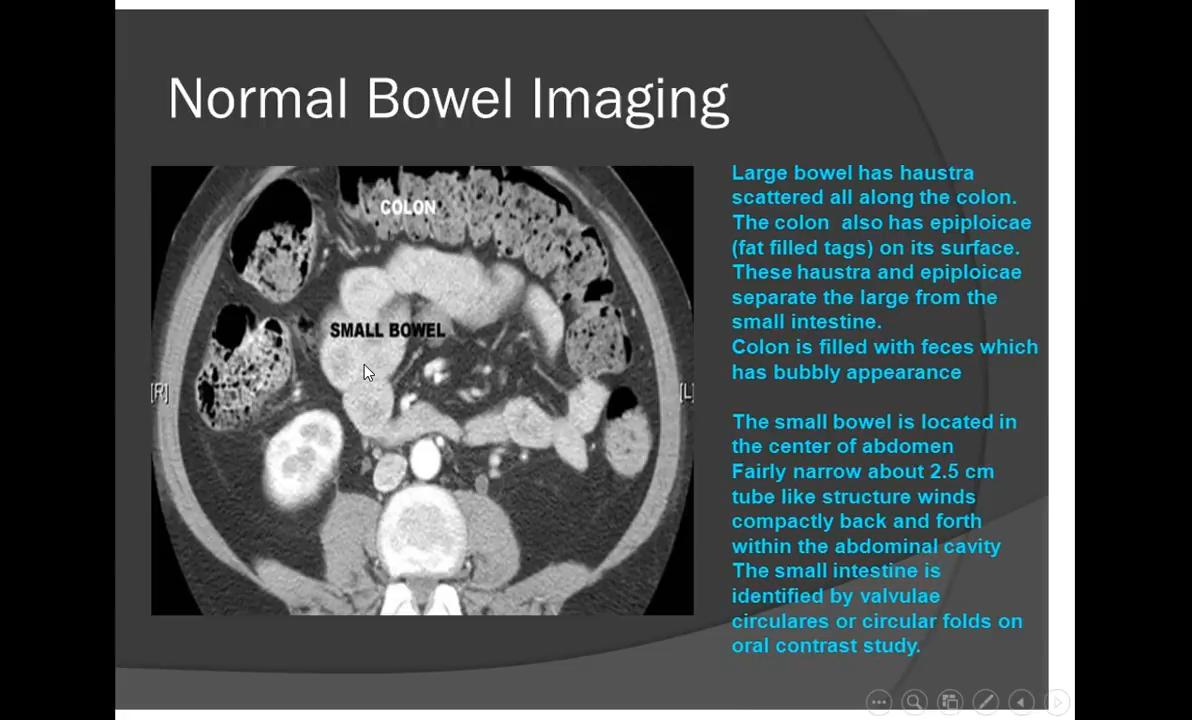 Normal Bowel Imaging
COLON
SMALL BOWEL
[R]
[L]
Large bowel has haustra
scattered all along the colon.
The colon also has epiploicae
(fat filled tags) on its surface.
These haustra and epiploicae
separate the large from the
small intestine.
Colon is filled with feces which
has bubbly appearance
The small bowel is located in
the center of abdomen
Fairly narrow about 2.5 cm
tube like structure winds
compactly back and forth
within the abdominal cavity
The small intestine is
identified by valvulae
circulares or circular folds on
oral contrast study.